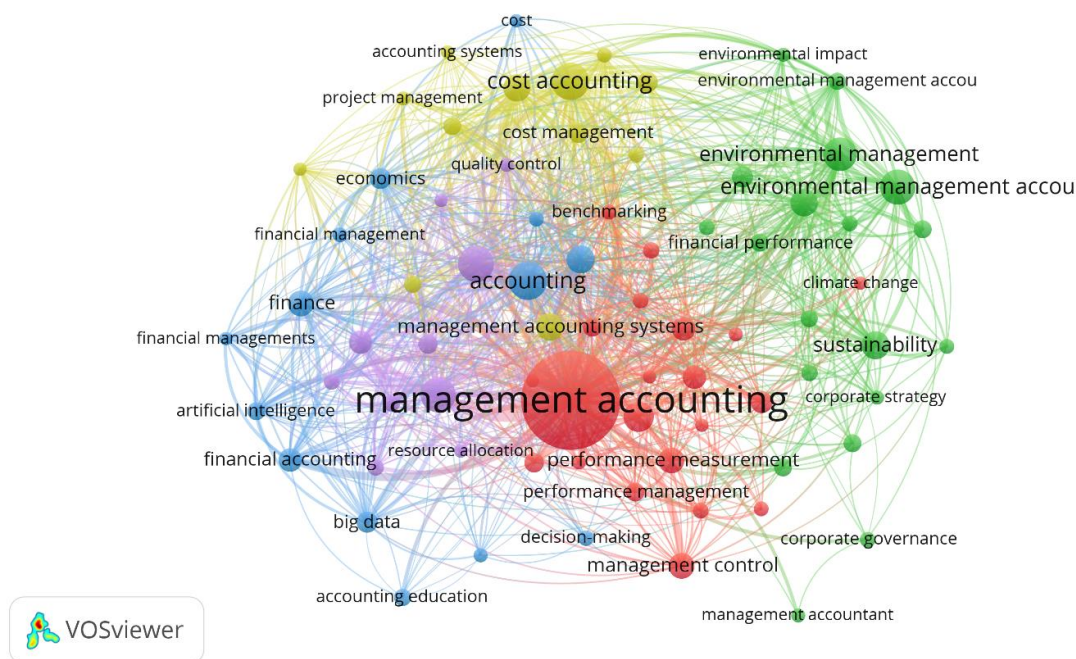 cost
accounting systems
environmental impact
cost accounting
environmental management accou
project management
cost management
environmental management
quality control
economics
environmental management accou
benchmarking
financial management
financial performance
accounting
climate change
finance
management accounting systems
financial managements
sustainability
management accounting
corporate strategy
artificial intelligence
resource allocation
financial accounting
performance measurement
performance management
big data
decision-making
corporate governance
management control
accounting education
management accountant
VOSviewer